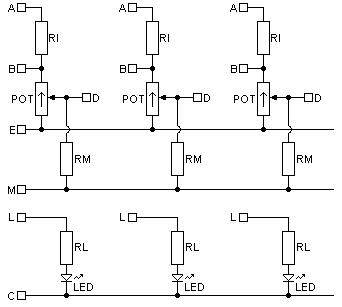 A A A
RI RI RI
B B B
POT D POT D POT D
E
RM RM RM
M
L L L
RL RL RL
LED LED LED
C